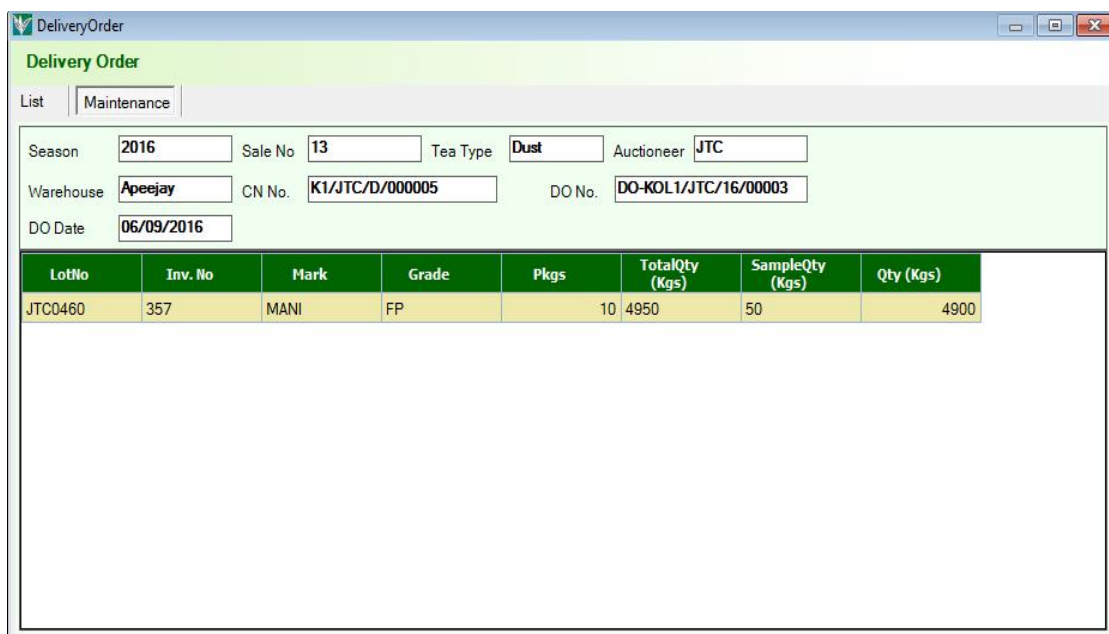 DeliveryOrder
Delivery Order
List Maintenance
Season 2016 Sale No 13 Tea Type Dust Auctioneer JTC
Warehouse Apeejay CN No. K1/JTC/D/000005 DO No. DO-KOL1/JTC/16/00003
DO Date 06/09/2016
LotNo Inv. No Mark Grade Pkgs TotalQty (Kgs) SampleQty (Kgs) Qty (Kgs)
JTC0460 357 MANI FP 10 4950 50 4900